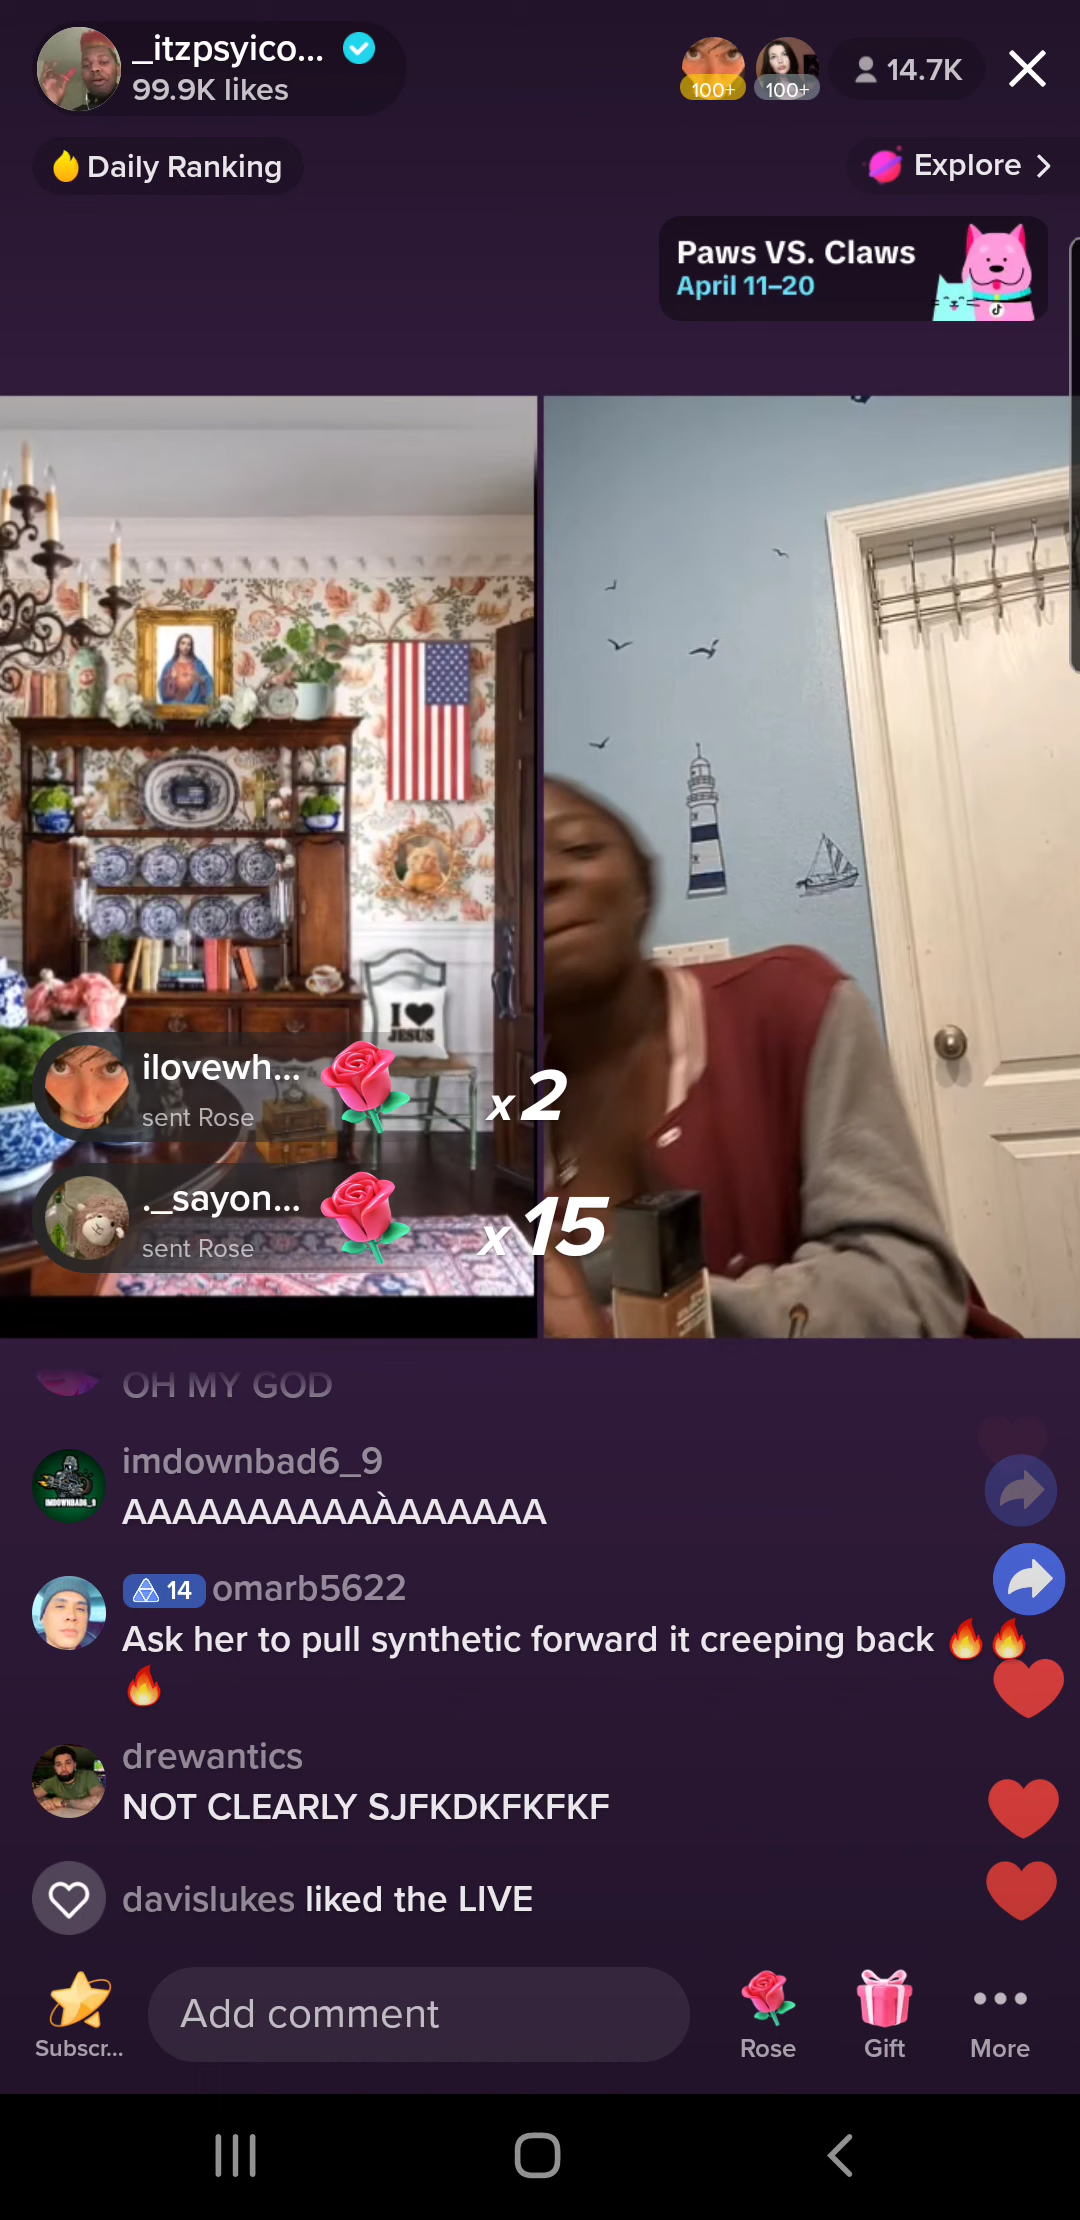 _itzpsyico...
99.9K likes
100+
100+
14.7K
Daily Ranking
Explore
Paws VS. Claws
April 11–20
I ♥
JESUS
ilovewh...
sent Rose
x2
._sayon...
sent Rose
x15
OH MY GOD
imdownbad6_9
IMDOWNBAD6_9
AAAAAAAAAAÀAAAAAA
14 omarb5622
Ask her to pull synthetic forward it creeping back 🔥🔥
🔥
drewantics
NOT CLEARLY SJFKDKFKFKF
davislukes liked the LIVE
Subscr...
Add comment
Rose
Gift
More